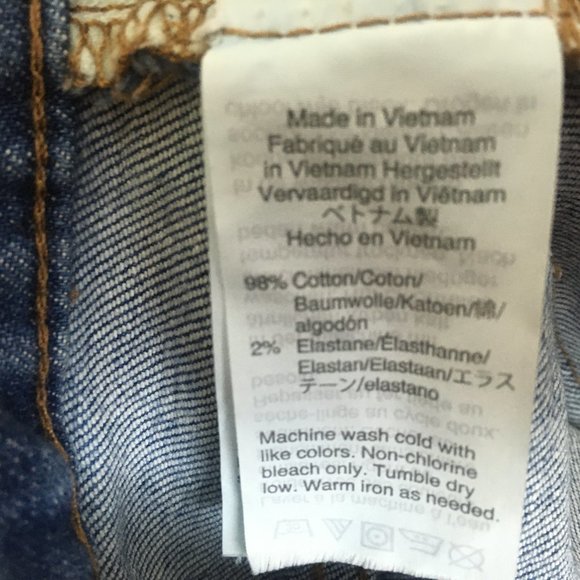 Made in Vietnam
Fabriqué au Vietnam
in Vietnam Hergestellt
Vervaardigd in Viêtnam
ベトナム製
Hecho en Vietnam
98% Cotton/Coton/
Baumwolle/Katoen/綿/
algodón
2% Elastane/Élasthanne/
Elastan/Elastaan/エラス
テーン/elastano
Machine wash cold with
like colors. Non-chlorine
bleach only. Tumble dry
low. Warm iron as needed.